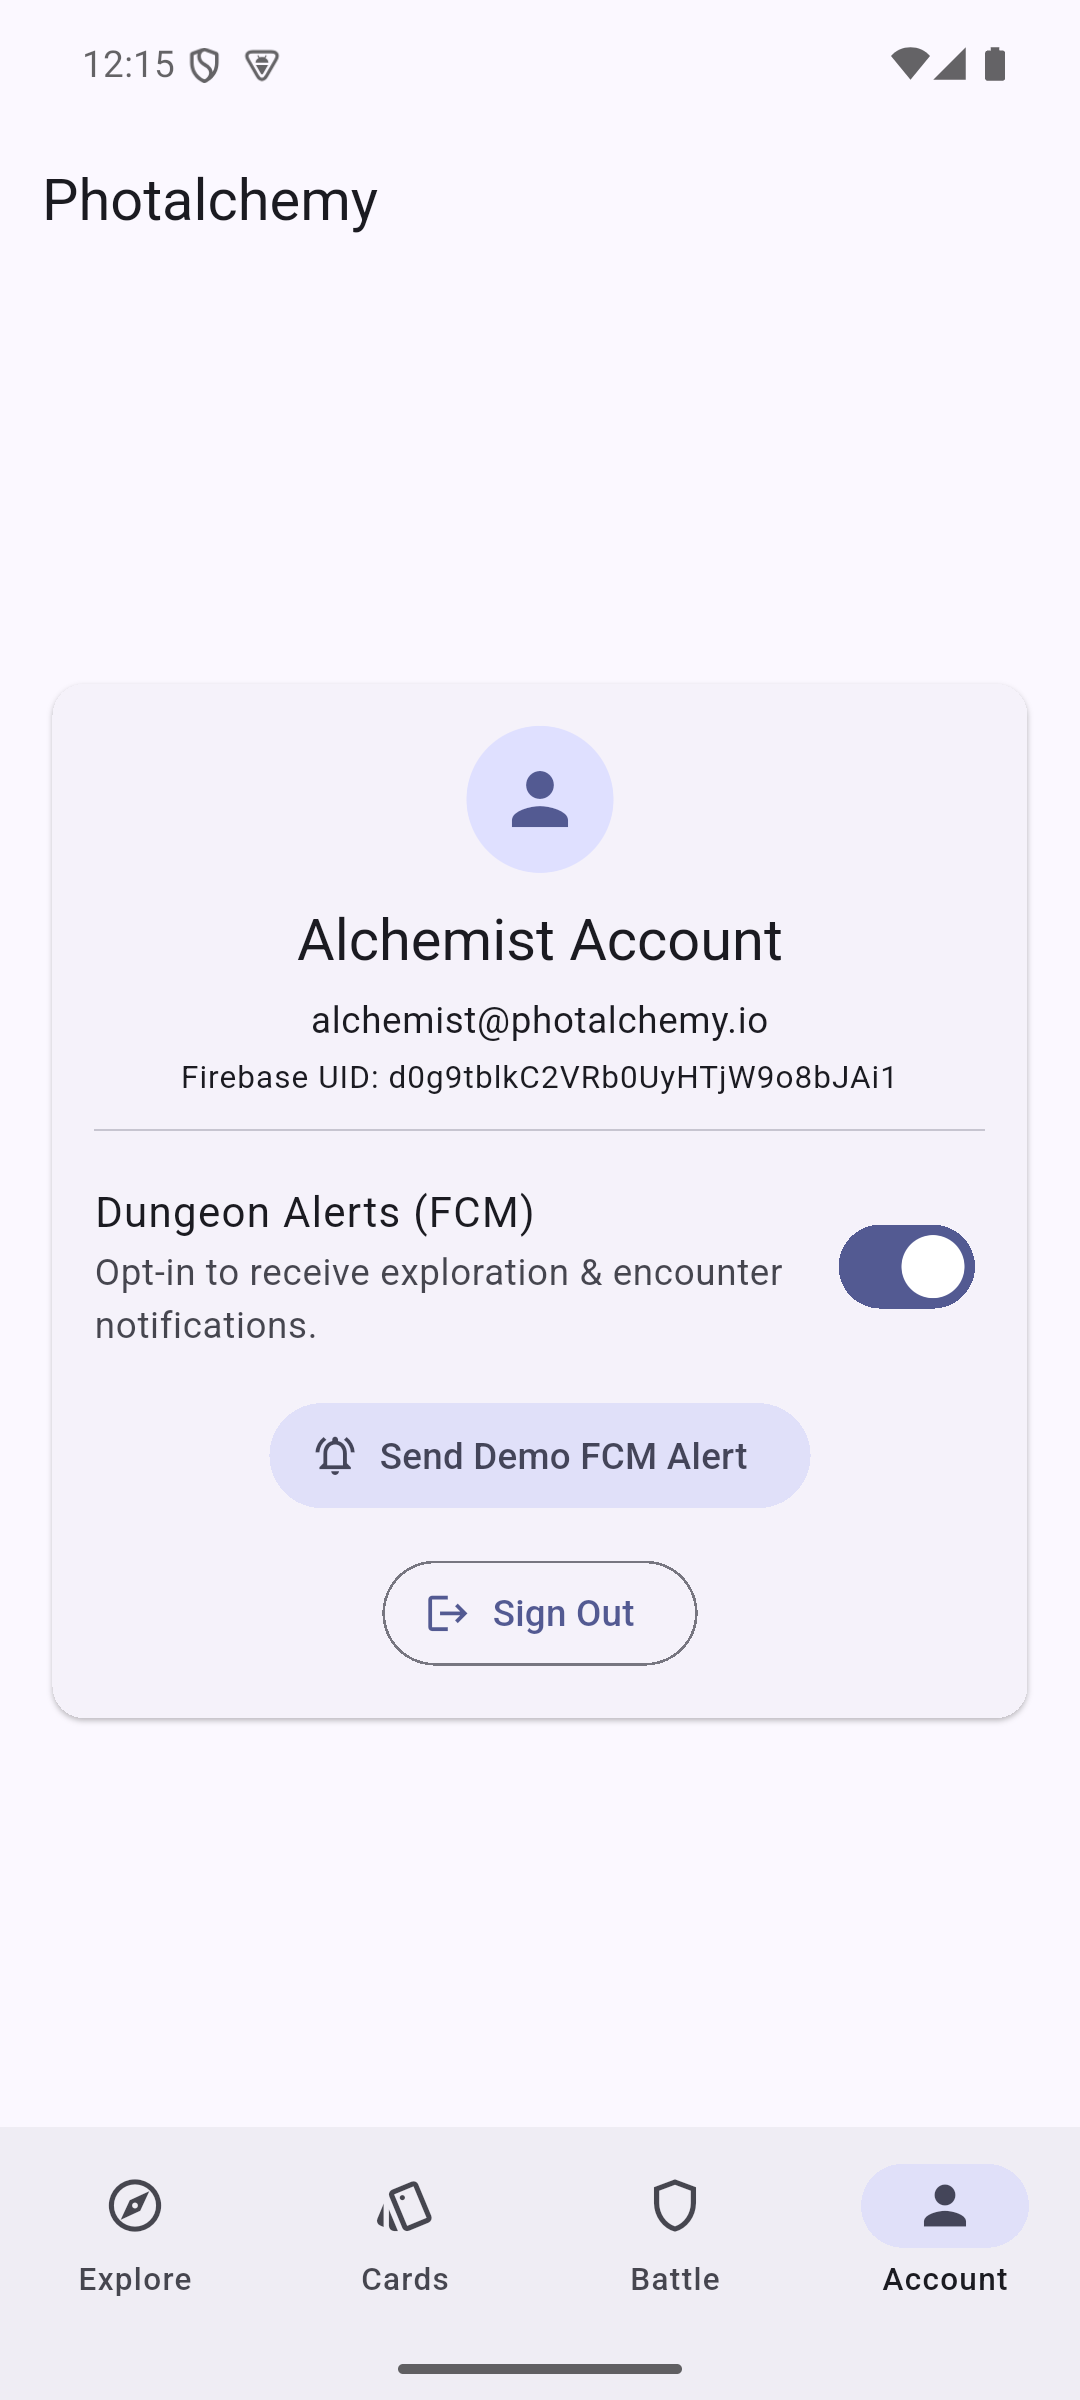 12:15
Photalchemy
Alchemist Account
alchemist@photalchemy.io
Firebase UID: d0g9tblkC2VRb0UyHTjW9o8bJAi1
Dungeon Alerts (FCM)
Opt-in to receive exploration & encounter
notifications.
Send Demo FCM Alert
Sign Out
Explore
Cards
Battle
Account